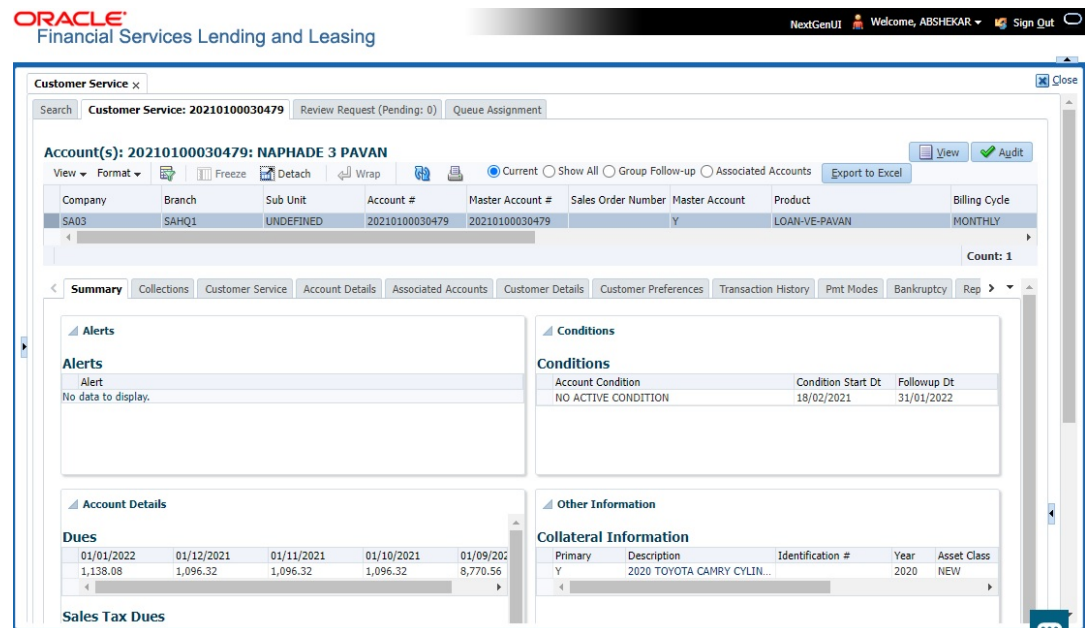 ORACLE
Financial Services Lending and Leasing
NextGenUI Welcome, ABSHEKAR Sign Out
Customer Service
Close
Search Customer Service: 20210100030479 Review Request (Pending: 0) Queue Assignment
Account(s): 20210100030479: NAPHADE 3 PAVAN
View Audit
View Format Freeze Detach Wrap Current Show All Group Follow-up Associated Accounts Export to Excel
Company Branch Sub Unit Account # Master Account # Sales Order Number Master Account Product Billing Cycle
SA03 SAHQ1 UNDEFINED 20210100030479 20210100030479 Y LOAN-VE-PAVAN MONTHLY
Count: 1
Summary Collections Customer Service Account Details Associated Accounts Customer Details Customer Preferences Transaction History Pmt Modes Bankruptcy Rep
Alerts
Alerts
Alert
No data to display.
Conditions
Conditions
Account Condition Condition Start Dt Followup Dt
NO ACTIVE CONDITION 18/02/2021 31/01/2022
Account Details
Dues
01/01/2022 01/12/2021 01/11/2021 01/10/2021 01/09/202
1,138.08 1,096.32 1,096.32 1,096.32 8,770.56
Sales Tax Dues
Other Information
Collateral Information
Primary Description Identification # Year Asset Class
Y 2020 TOYOTA CAMRY CYLIN... 2020 NEW